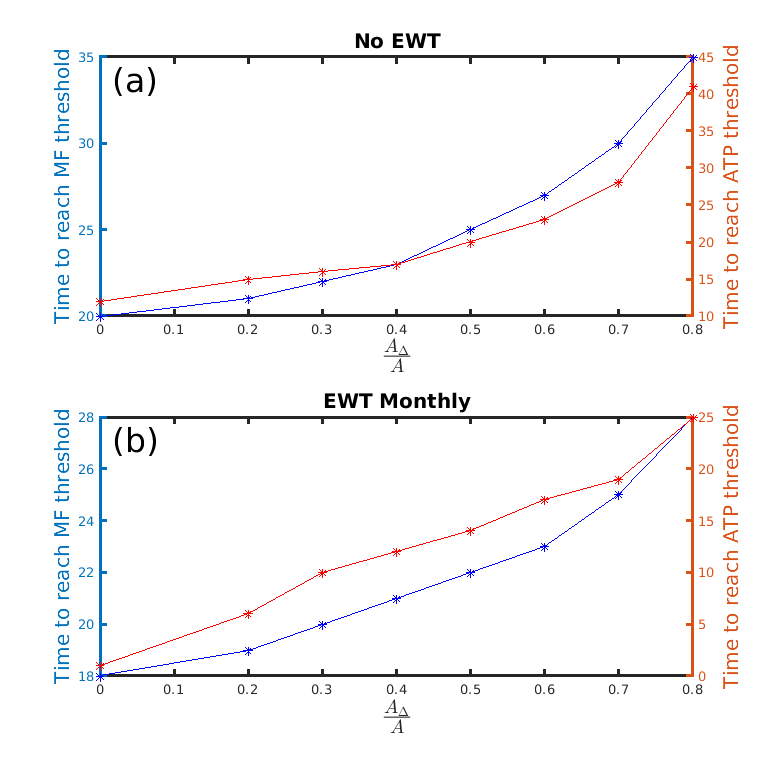 No EWT
(a)
Time to reach MF threshold
35
30
25
20
Time to reach ATP threshold
45
40
35
30
25
20
15
10
0 0.1 0.2 0.3 0.4 0.5 0.6 0.7 0.8
A_Δ
A
EWT Monthly
(b)
Time to reach MF threshold
28
26
24
22
20
18
Time to reach ATP threshold
25
20
15
10
5
0
0 0.1 0.2 0.3 0.4 0.5 0.6 0.7 0.8
A_Δ
A